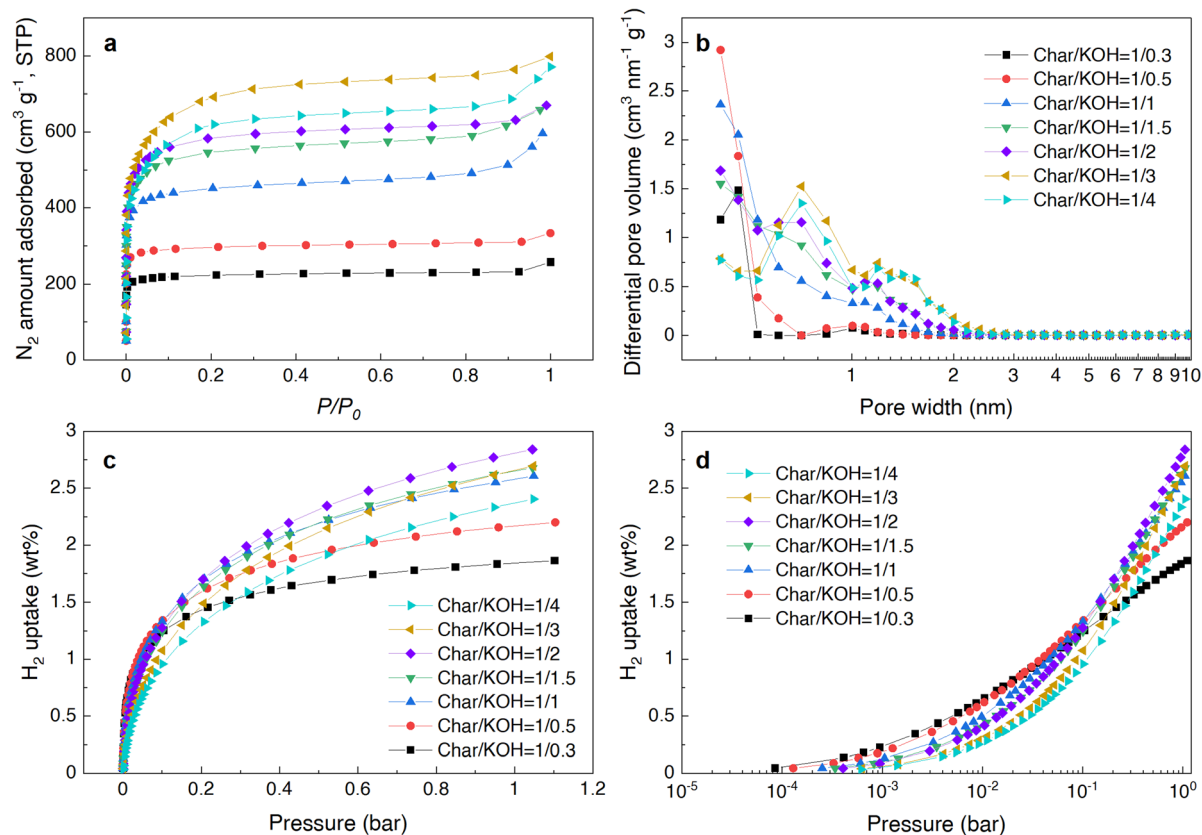 a
N₂ amount adsorbed (cm³ g⁻¹, STP)
800
600
400
200
0
0
0.2
0.4
0.6
0.8
1
P/P₀
b
Differential pore volume (cm³ nm⁻¹ g⁻¹)
3
2.5
2
1.5
1
0.5
0
Char/KOH=1/0.3
Char/KOH=1/0.5
Char/KOH=1/1
Char/KOH=1/1.5
Char/KOH=1/2
Char/KOH=1/3
Char/KOH=1/4
1
2
3
4
5
6
7
8
9
10
Pore width (nm)
c
H₂ uptake (wt%)
3
2.5
2
1.5
1
0.5
0
Char/KOH=1/4
Char/KOH=1/3
Char/KOH=1/2
Char/KOH=1/1.5
Char/KOH=1/1
Char/KOH=1/0.5
Char/KOH=1/0.3
0
0.2
0.4
0.6
0.8
1
1.2
Pressure (bar)
d
H₂ uptake (wt%)
3
2.5
2
1.5
1
0.5
0
Char/KOH=1/4
Char/KOH=1/3
Char/KOH=1/2
Char/KOH=1/1.5
Char/KOH=1/1
Char/KOH=1/0.5
Char/KOH=1/0.3
10⁻⁵
10⁻⁴
10⁻³
10⁻²
10⁻¹
10⁰
Pressure (bar)